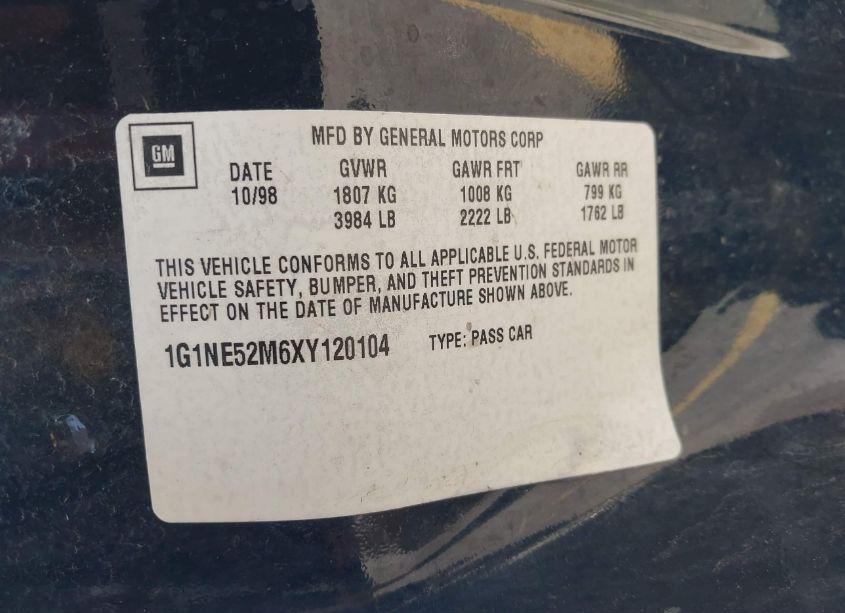 MFD BY GENERAL MOTORS CORP
GM
DATE GVWR GAWR FRT GAWR RR
10/98 1807 KG 1008 KG 799 KG
3984 LB 2222 LB 1762 LB
THIS VEHICLE CONFORMS TO ALL APPLICABLE U.S. FEDERAL MOTOR
VEHICLE SAFETY, BUMPER, AND THEFT PREVENTION STANDARDS IN
EFFECT ON THE DATE OF MANUFACTURE SHOWN ABOVE.
1G1NE52M6XY120104 TYPE: PASS CAR